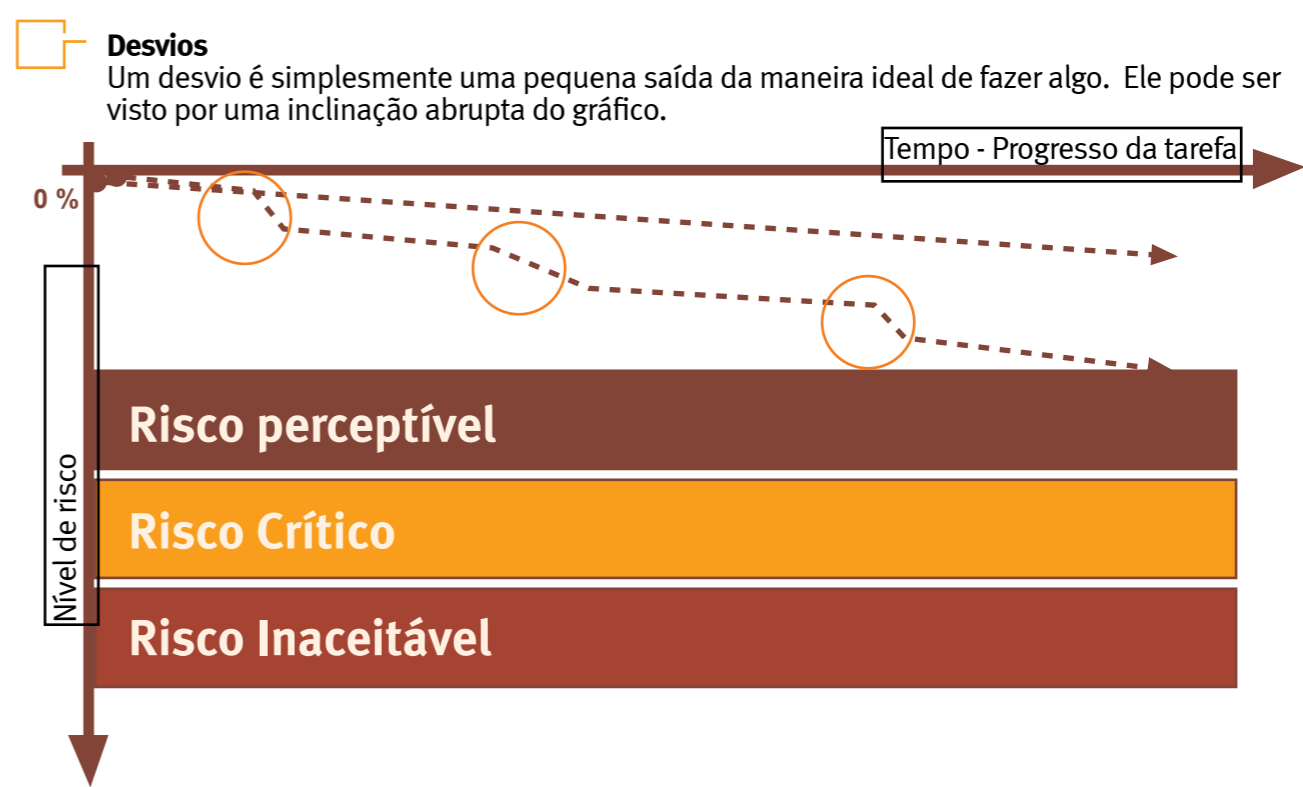 Desvios
Um desvio é simplesmente uma pequena saída da maneira ideal de fazer algo.  Ele pode ser
visto por uma inclinação abrupta do gráfico.
Tempo - Progresso da tarefa
0 %
Nível de risco
Risco perceptível
Risco Crítico
Risco Inaceitável